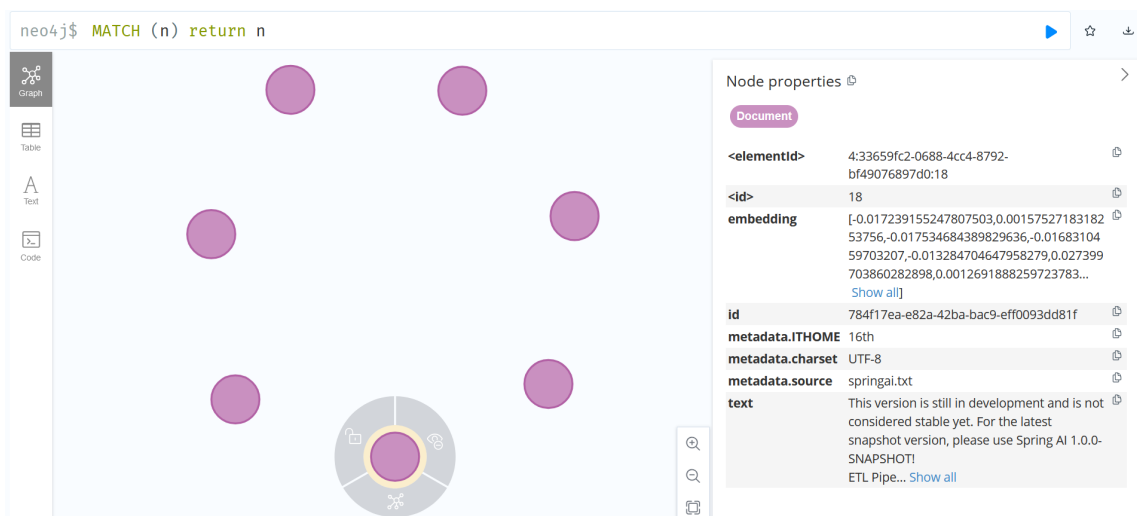 neo4j$ MATCH (n) return n
Graph
Table
Text
Code
Node properties
Document
<elementId> 4:33659fc2-0688-4cc4-8792-
bf49076897d0:18
<id> 18
embedding [-0.017239155247807503,0.00157527183182
53756,-0.017534684389829636,-0.01683104
59703207,-0.013284704647958279,0.027399
703860282898,0.0012691888259723783...
Show all]
id 784f17ea-e82a-42ba-bac9-eff0093dd81f
metadata.ITHOME 16th
metadata.charset UTF-8
metadata.source springai.txt
text This version is still in development and is not
considered stable yet. For the latest
snapshot version, please use Spring AI 1.0.0-
SNAPSHOT!
ETL Pipe... Show all